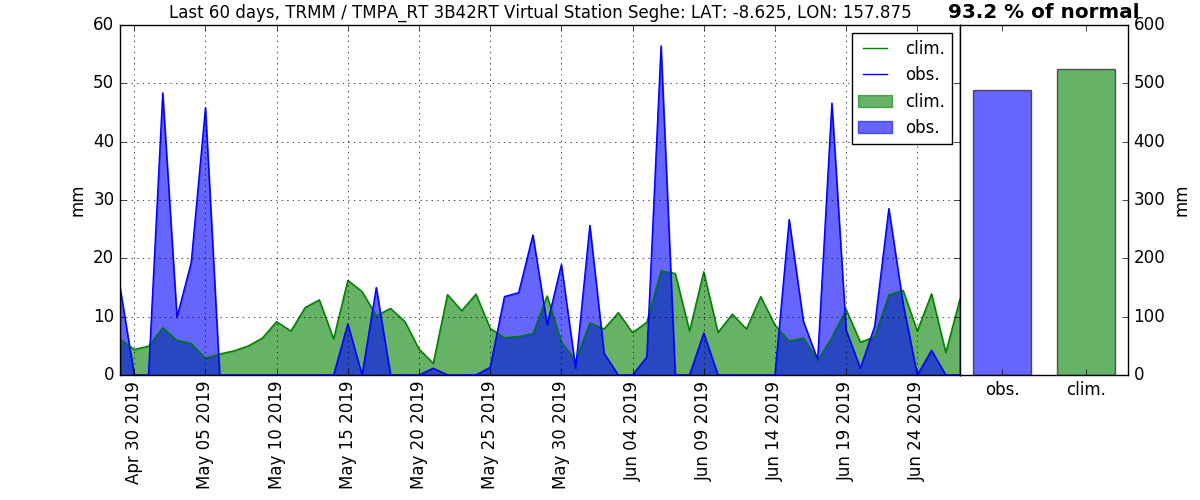 Last 60 days, TRMM / TMPA_RT 3B42RT Virtual Station Seghe: LAT: -8.625, LON: 157.875
93.2 % of normal
60
50
40
30
20
10
0
mm
clim.
obs.
clim.
obs.
600
500
400
300
200
100
0
mm
obs.
clim.
Apr 30 2019
May 05 2019
May 10 2019
May 15 2019
May 20 2019
May 25 2019
May 30 2019
Jun 04 2019
Jun 09 2019
Jun 14 2019
Jun 19 2019
Jun 24 2019